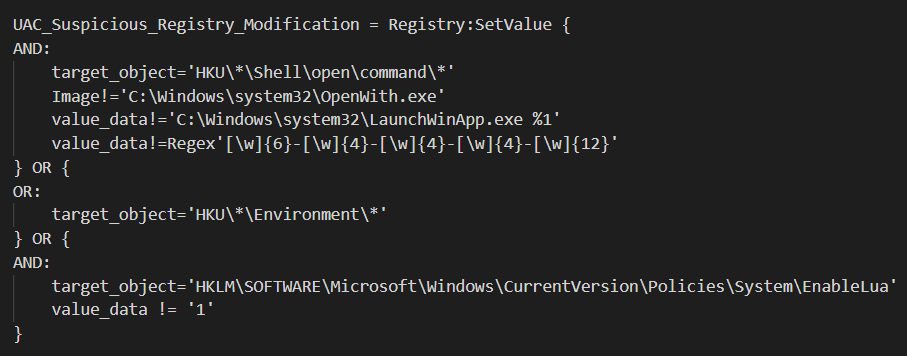 UAC_Suspicious_Registry_Modification = Registry:SetValue {
AND:
    target_object='HKU\*\Shell\open\command\*'
    Image!='C:\Windows\system32\OpenWith.exe'
    value_data!='C:\Windows\system32\LaunchWinApp.exe %1'
    value_data!=Regex'[\w]{6}-[\w]{4}-[\w]{4}-[\w]{4}-[\w]{12}'
} OR {
OR:
    target_object='HKU\*\Environment\*'
} OR {
AND:
    target_object='HKLM\SOFTWARE\Microsoft\Windows\CurrentVersion\Policies\System\EnableLua'
    value_data != '1'
}